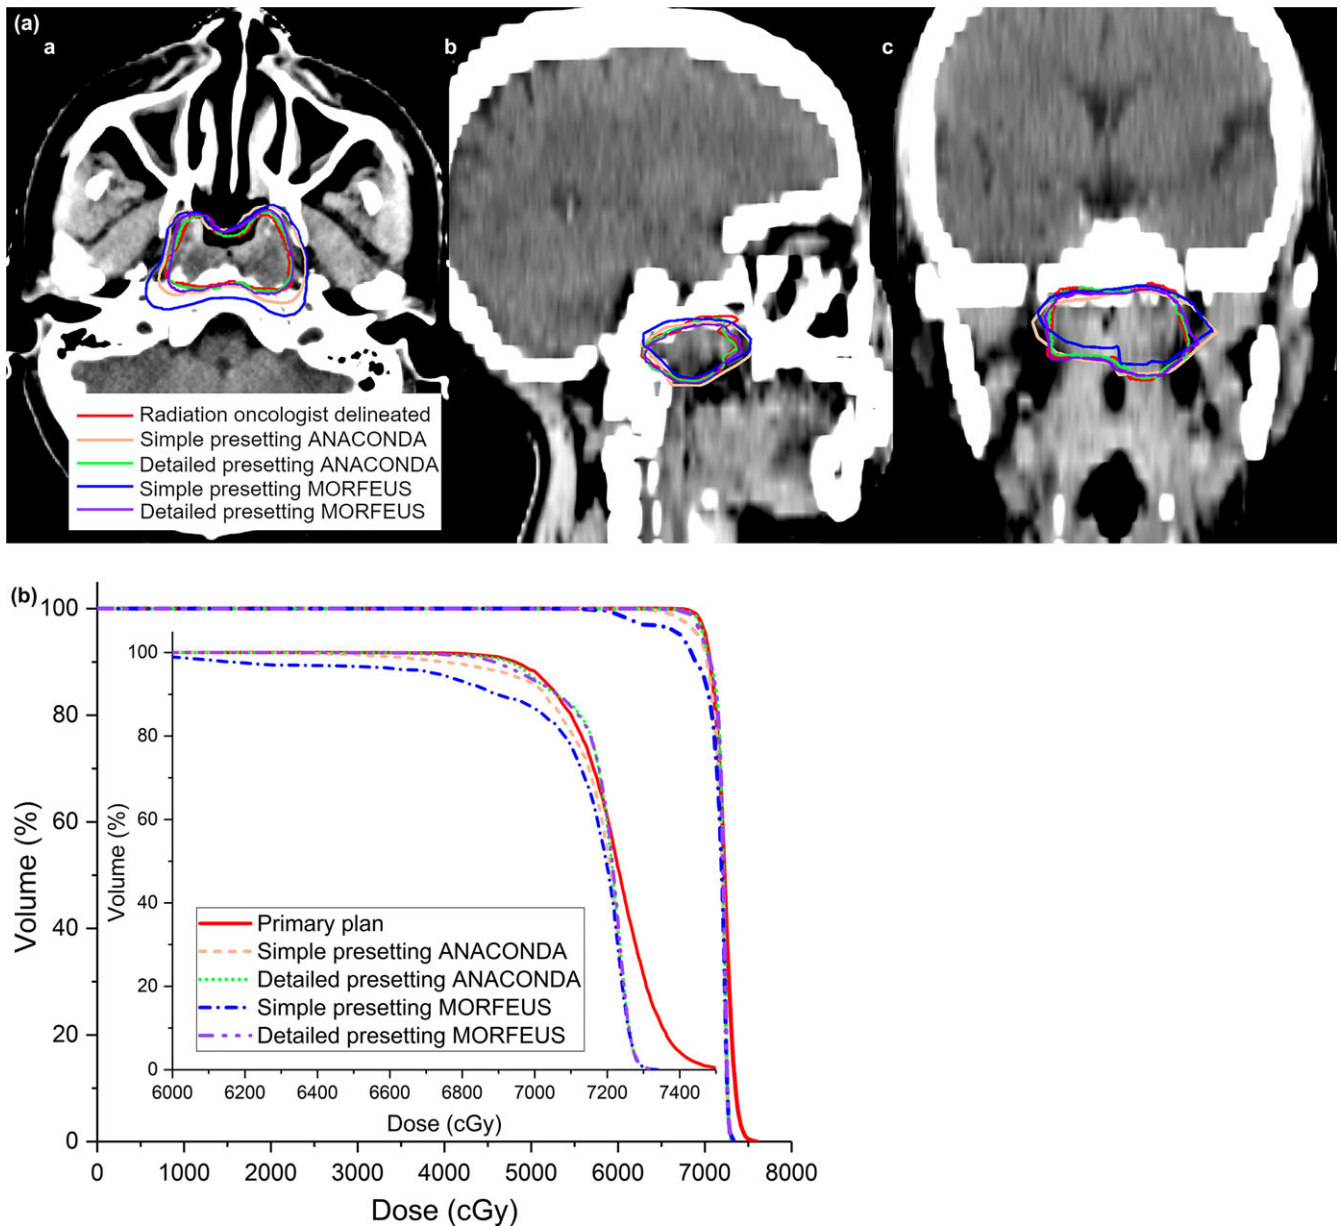 (a)
a
b
c
Radiation oncologist delineated
Simple presetting ANACONDA
Detailed presetting ANACONDA
Simple presetting MORFEUS
Detailed presetting MORFEUS
(b)
100
80
60
40
20
0
Volume (%)
100
80
60
40
20
0
Volume (%)
Primary plan
Simple presetting ANACONDA
Detailed presetting ANACONDA
Simple presetting MORFEUS
Detailed presetting MORFEUS
6000 6200 6400 6600 6800 7000 7200 7400
Dose (cGy)
0 1000 2000 3000 4000 5000 6000 7000 8000
Dose (cGy)